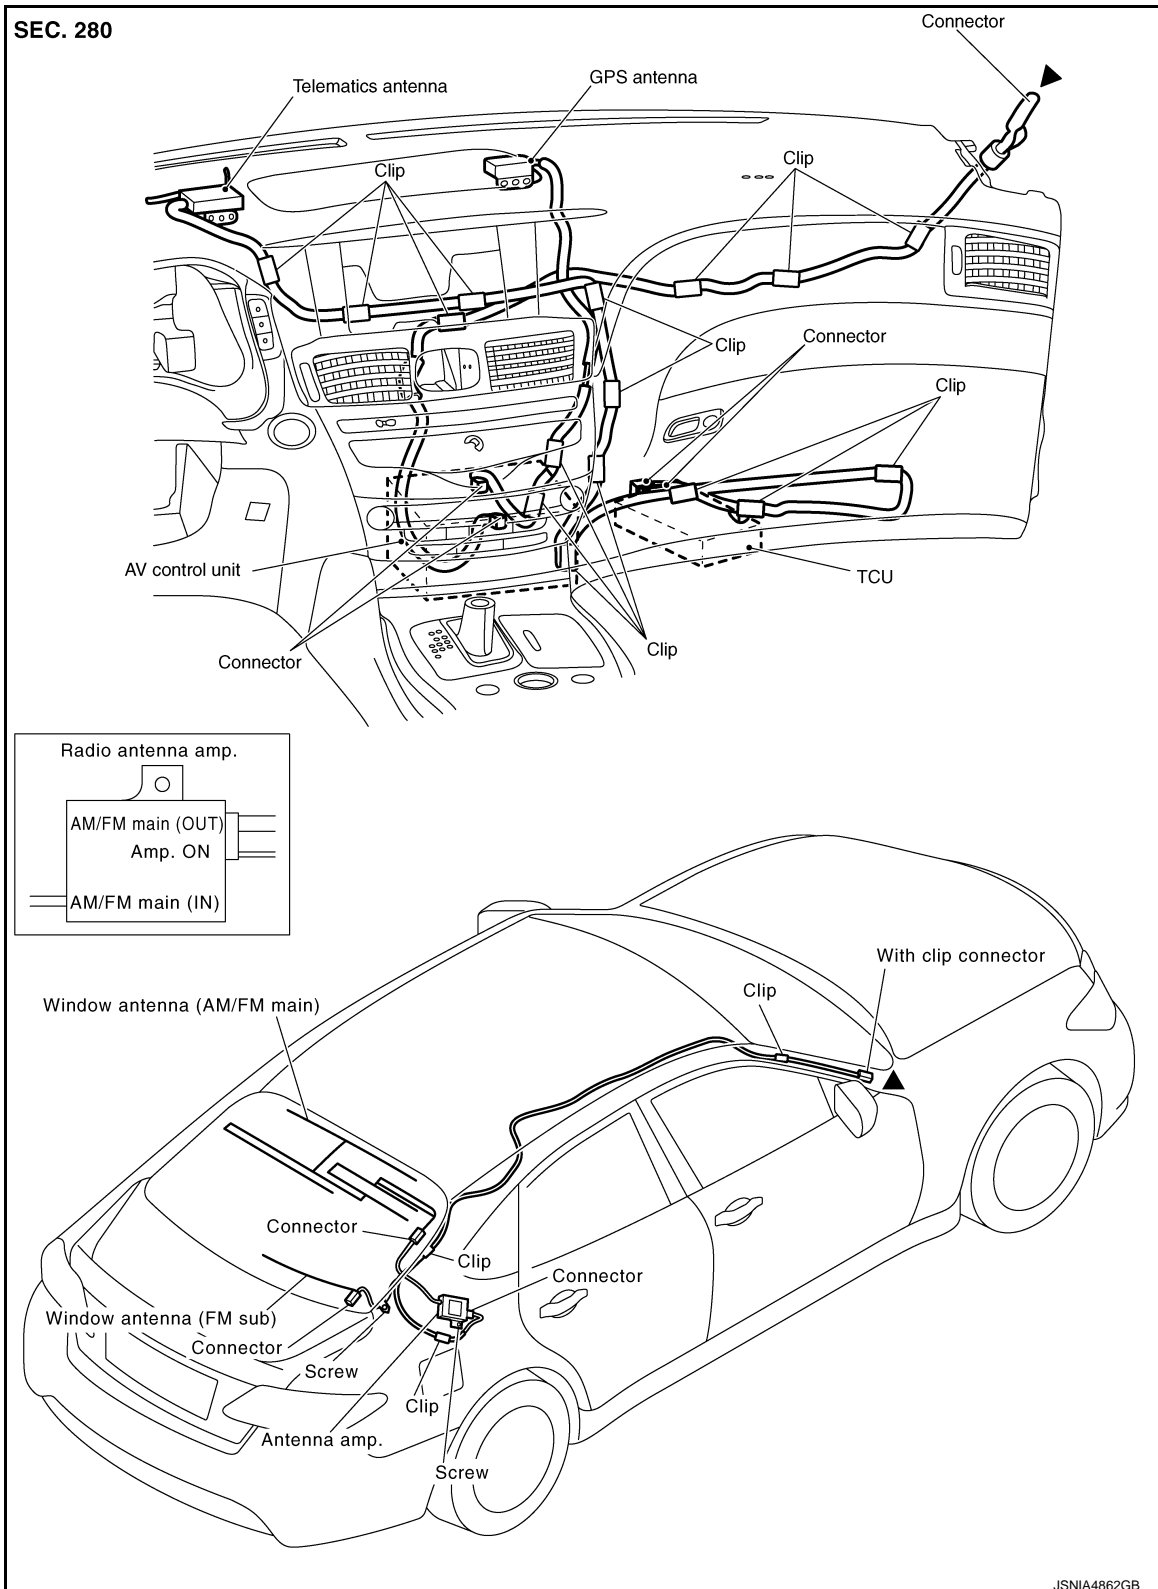 SEC. 280
Connector
Telematics antenna
GPS antenna
Clip
Clip
Clip
Connector
Clip
AV control unit
TCU
Connector
Clip
Radio antenna amp.
AM/FM main (OUT)
Amp. ON
AM/FM main (IN)
With clip connector
Clip
Window antenna (AM/FM main)
Connector
Clip
Connector
Window antenna (FM sub)
Connector
Screw
Clip
Antenna amp.
Screw
JSNIA4862GB